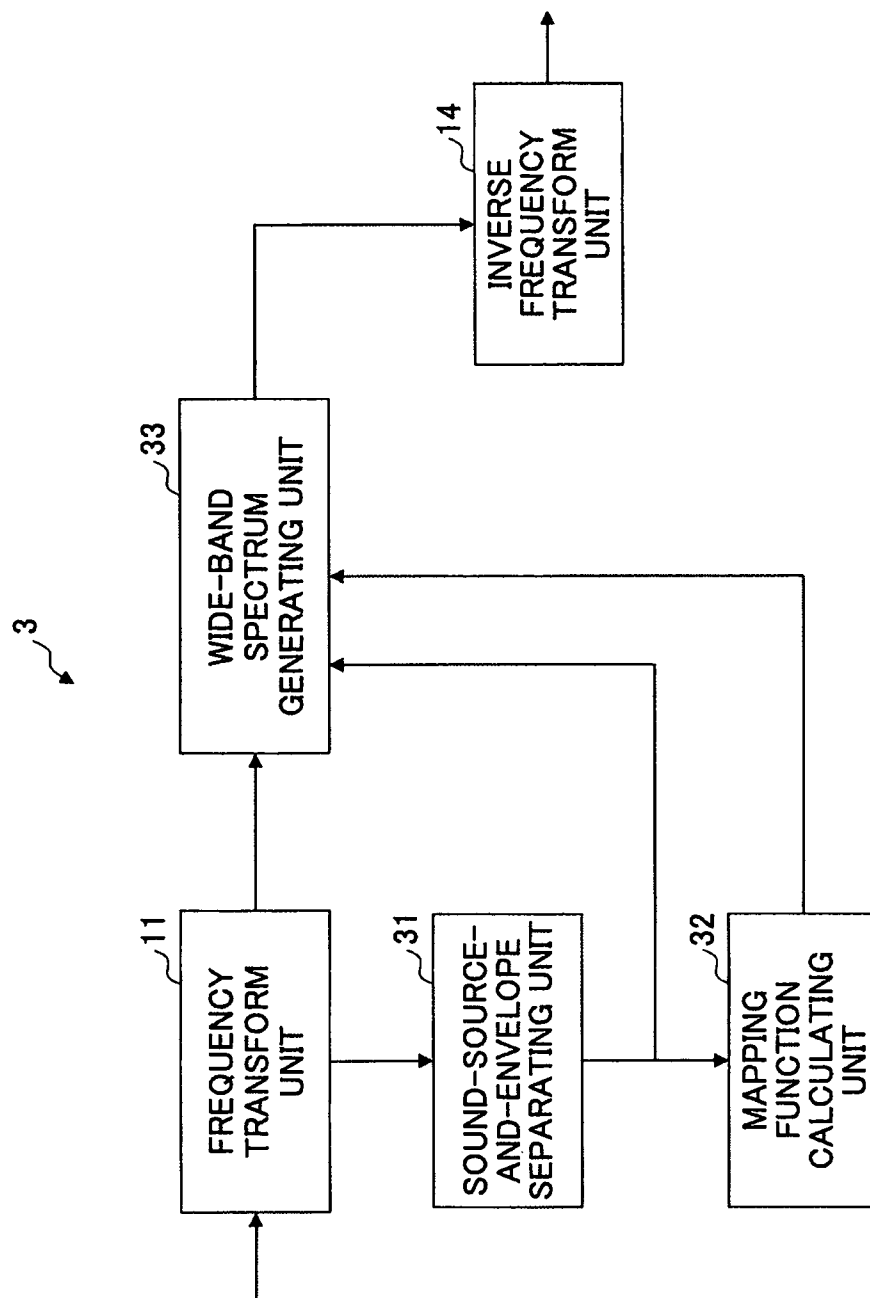 3
11
FREQUENCY
TRANSFORM
UNIT
33
WIDE-BAND
SPECTRUM
GENERATING UNIT
14
INVERSE
FREQUENCY
TRANSFORM
UNIT
31
SOUND-SOURCE-
AND-ENVELOPE
SEPARATING UNIT
32
MAPPING
FUNCTION
CALCULATING
UNIT